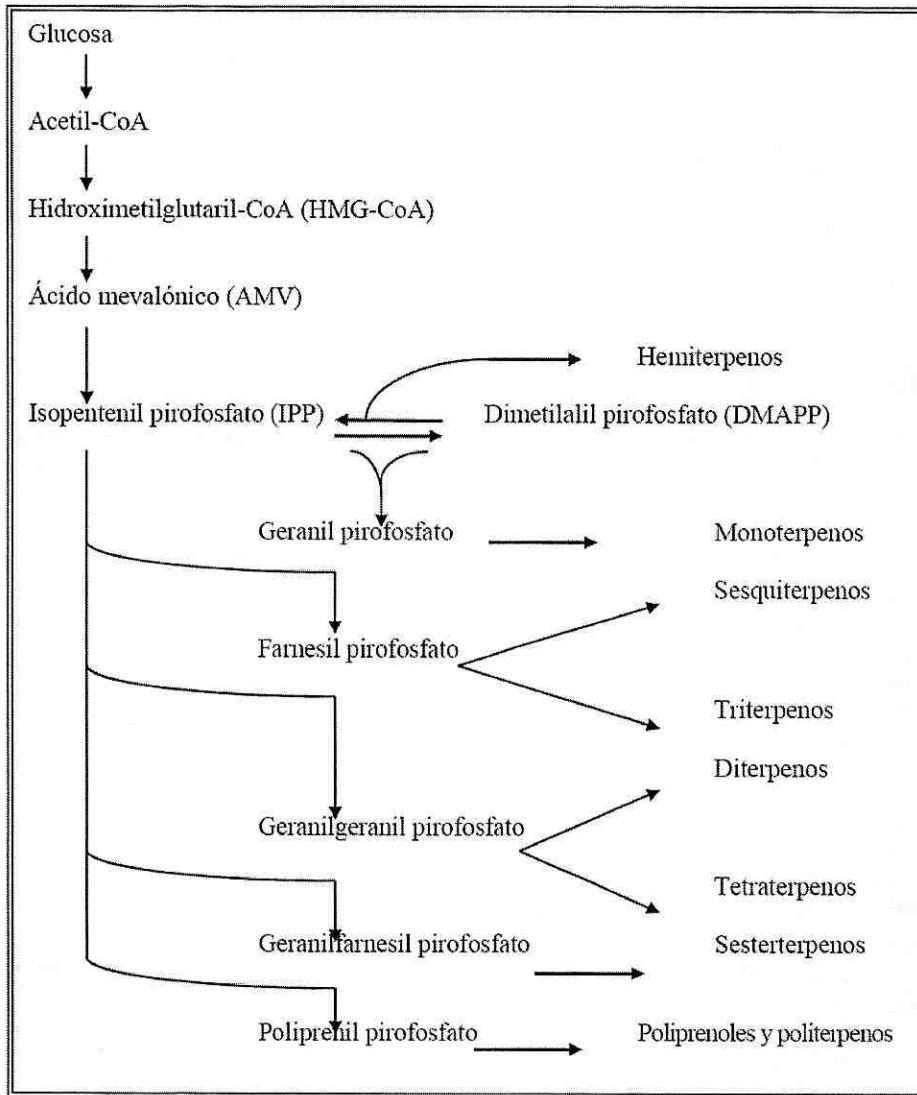 Glucosa
Acetil-CoA
Hidroximetilglutaril-CoA (HMG-CoA)
Ácido mevalónico (AMV)
Hemiterpenos
Isopentenil pirofosfato (IPP)
Dimetilalil pirofosfato (DMAPP)
Geranil pirofosfato
Monoterpenos
Sesquiterpenos
Farnesil pirofosfato
Triterpenos
Diterpenos
Geranilgeranil pirofosfato
Tetraterpenos
Geranilfarnesil pirofosfato
Sesterterpenos
Poliprenil pirofosfato
Poliprenoles y politerpenos